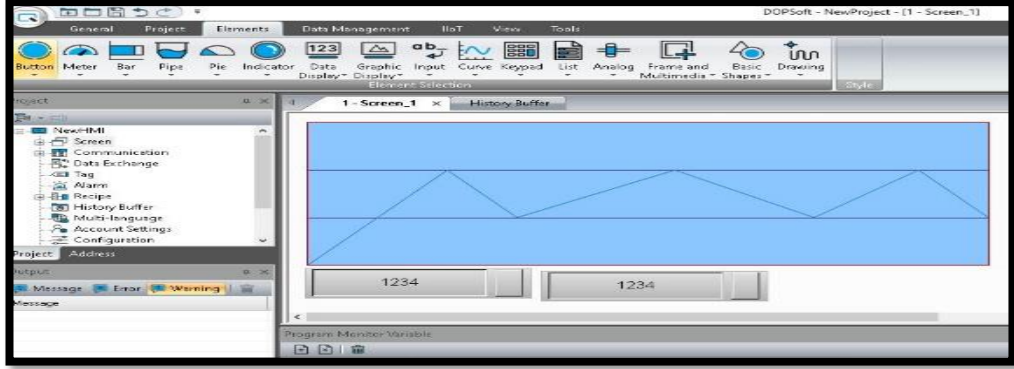 DOPSoft - NewProject - [1 - Screen_1]
General Project Elements Data Management IIoT View Tools
Button Meter Bar Pipe Pie Indicator Data Display Graphic Display Input Curve Keypad List Analog Frame and Multimedia Basic Shapes Drawing
Element Selection Style
Project
1 - Screen_1 × History Buffer
NewHMI
Screen
Communication
Data Exchange
Tag
Alarm
Recipe
History Buffer
Multi-language
Account Settings
Configuration
Project Address
Output
Message Error Warning
Message
1234 1234
Program Monitor Variable